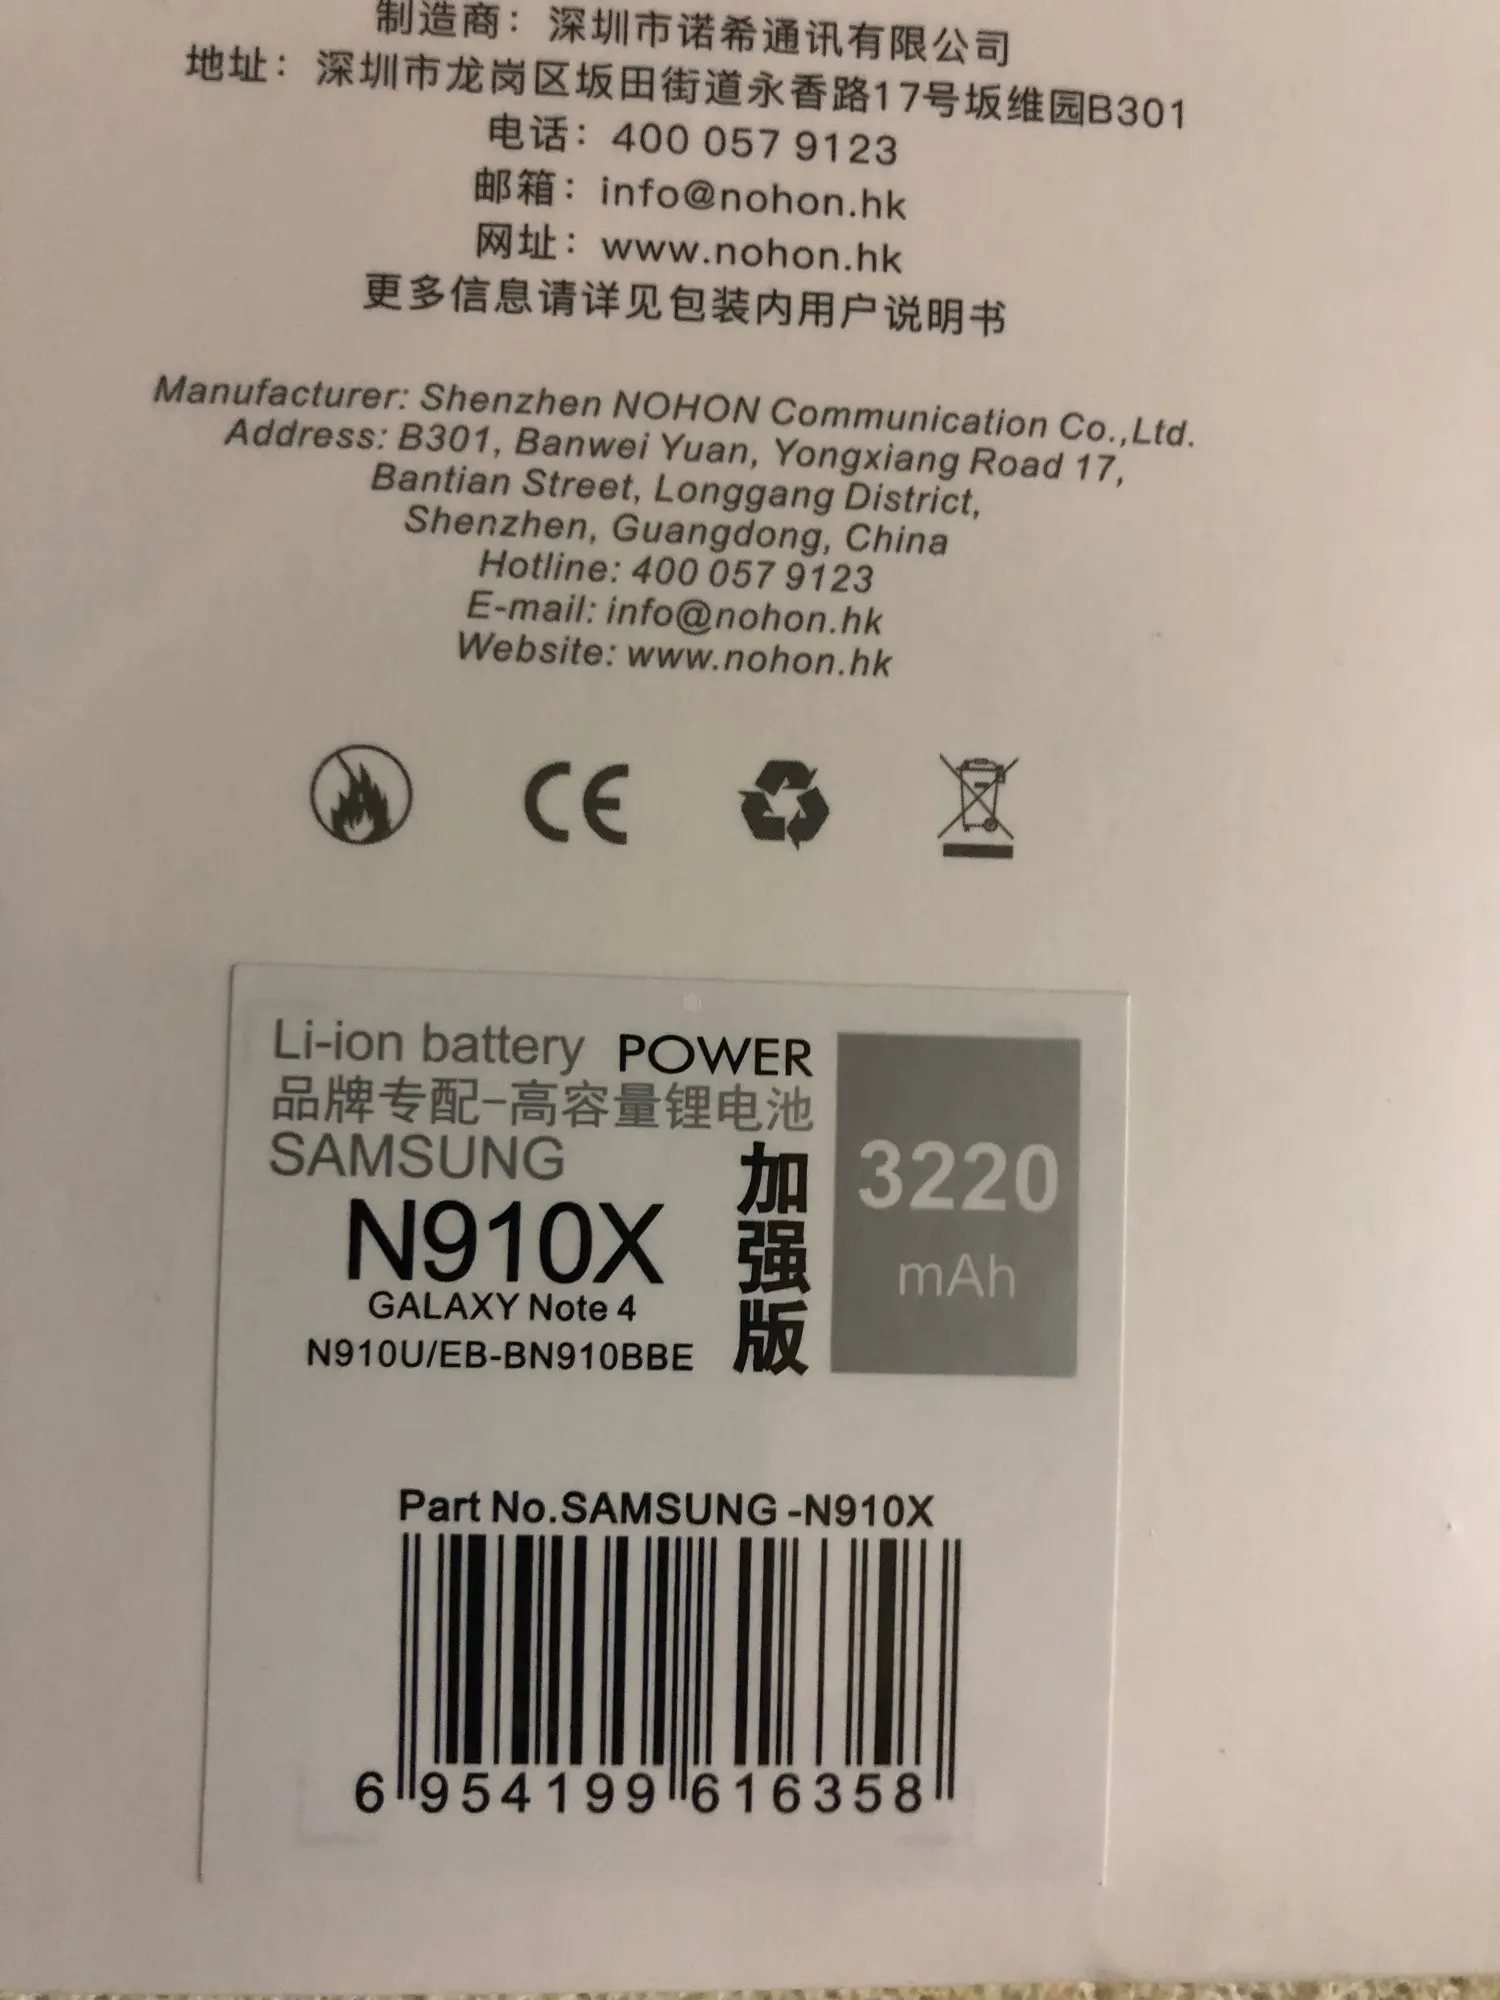 制造商：深圳市诺希通讯有限公司
地址：深圳市龙岗区坂田街道永香路17号坂维园B301
电话：400 057 9123
邮箱：info@nohon.hk
网址：www.nohon.hk
更多信息请详见包装内用户说明书
Manufacturer: Shenzhen NOHON Communication Co.,Ltd.
Address: B301, Banwei Yuan, Yongxiang Road 17,
Bantian Street, Longgang District,
Shenzhen, Guangdong, China
Hotline: 400 057 9123
E-mail: info@nohon.hk
Website: www.nohon.hk
CE
Li-ion battery POWER
品牌专配-高容量锂电池
SAMSUNG
N910X
GALAXY Note 4
N910U/EB-BN910BBE
加强版
3220
mAh
Part No.SAMSUNG -N910X
6 954199 616358